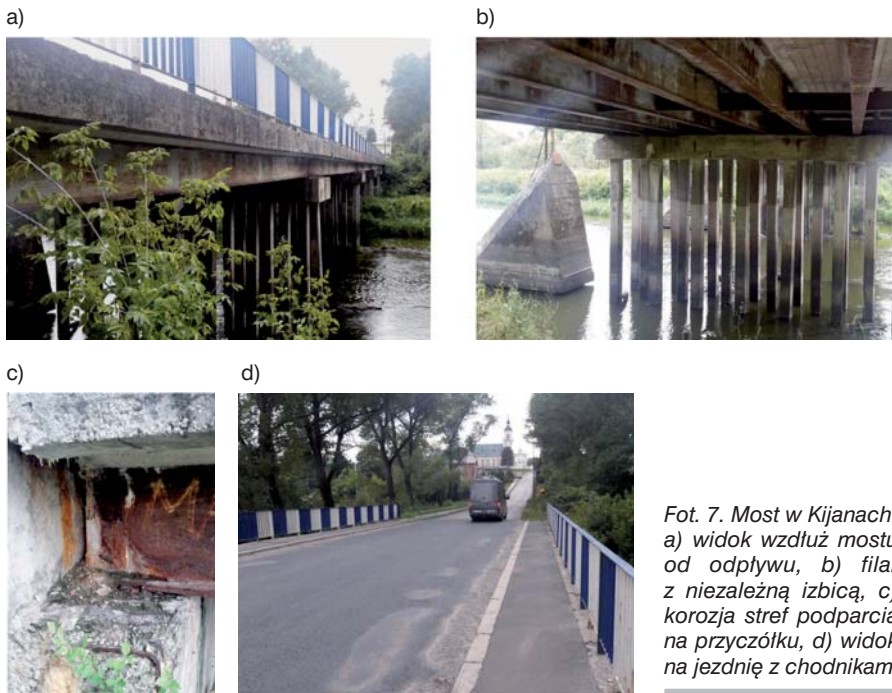 a)
b)
c)
d)
Fot. 7. Most w Kijanach:
a) widok wzdłuż mostu
od odpływu, b) filar
z niezależną izbicą, c)
korozja stref podparcia
na przyczółku, d) widok
na jezdnię z chodnikami